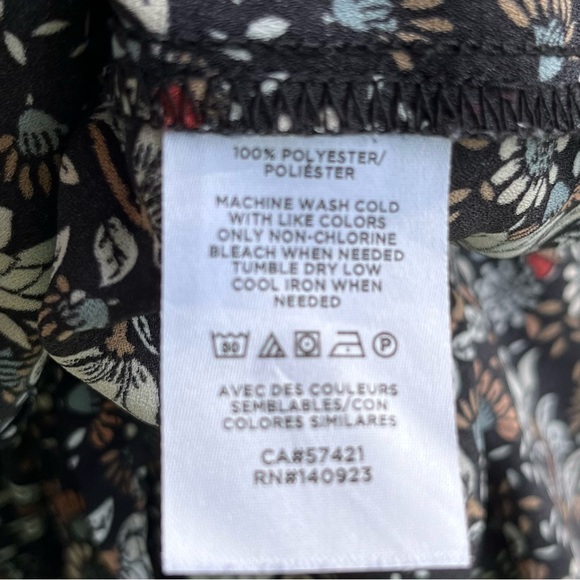 100% POLYESTER/
POLIÉSTER
MACHINE WASH COLD
WITH LIKE COLORS
ONLY NON-CHLORINE
BLEACH WHEN NEEDED
TUMBLE DRY LOW
COOL IRON WHEN
NEEDED
30 P
AVEC DES COULEURS
SEMBLABLES/CON
COLORES SIMILARES
CA#57421
RN#140923